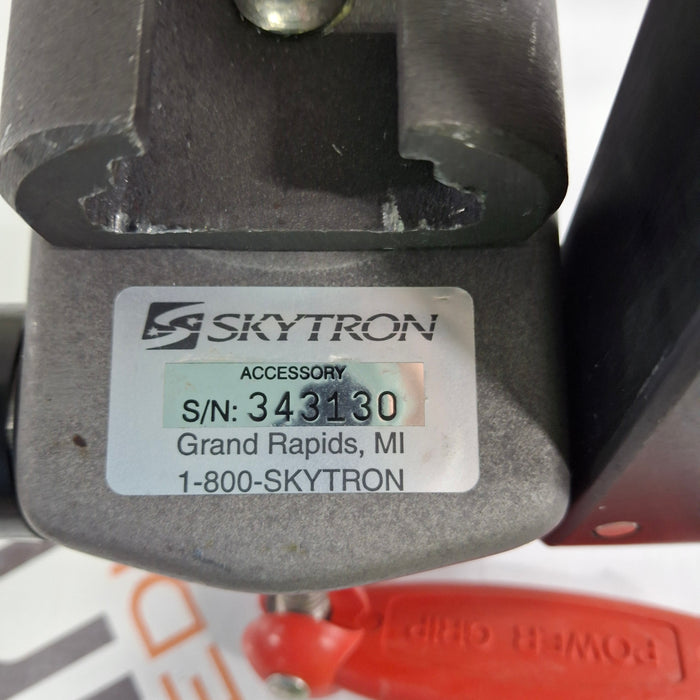 SKYTRON
ACCESSORY
S/N: 343130
Grand Rapids, MI
1-800-SKYTRON
POWER GRIP